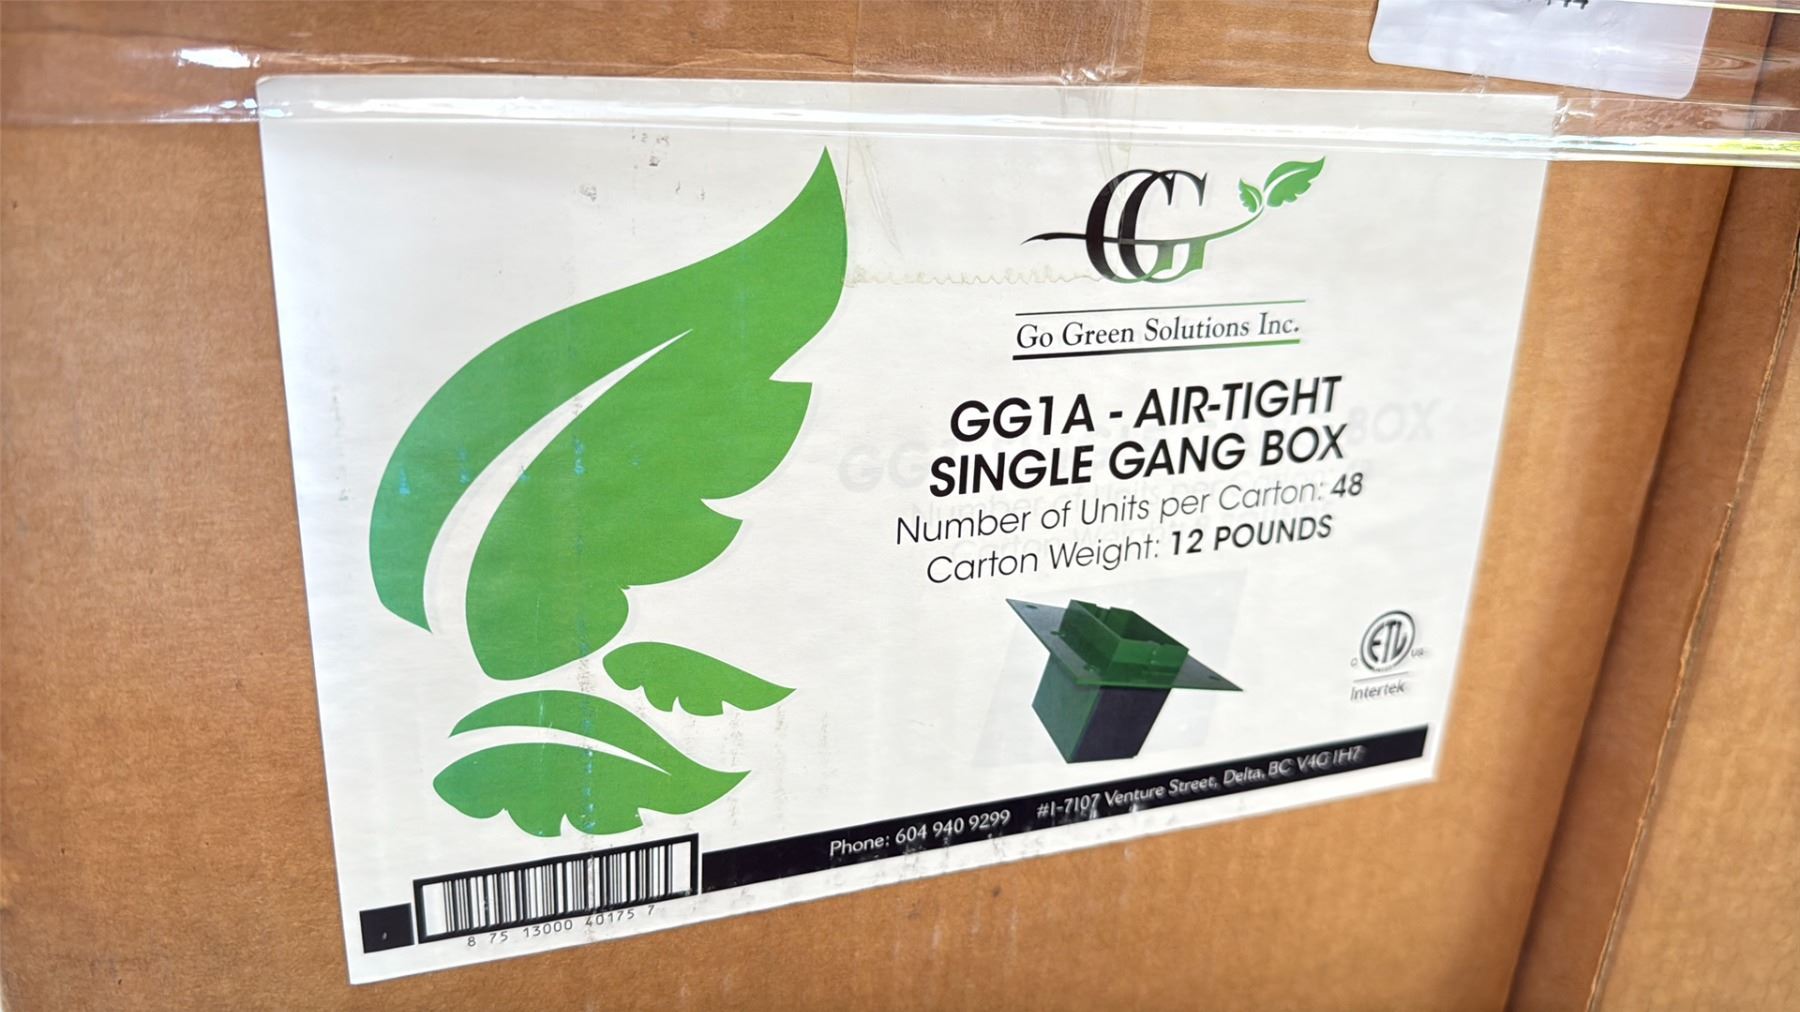 GG
Go Green Solutions Inc.
GG1A - AIR-TIGHT
SINGLE GANG BOX
Number of Units per Carton: 48
Carton Weight: 12 POUNDS
C ETL US
Intertek
Phone: 604 940 9299 #1-7107 Venture Street, Delta, BC V4G 1H7
8 75 13000 40175 7